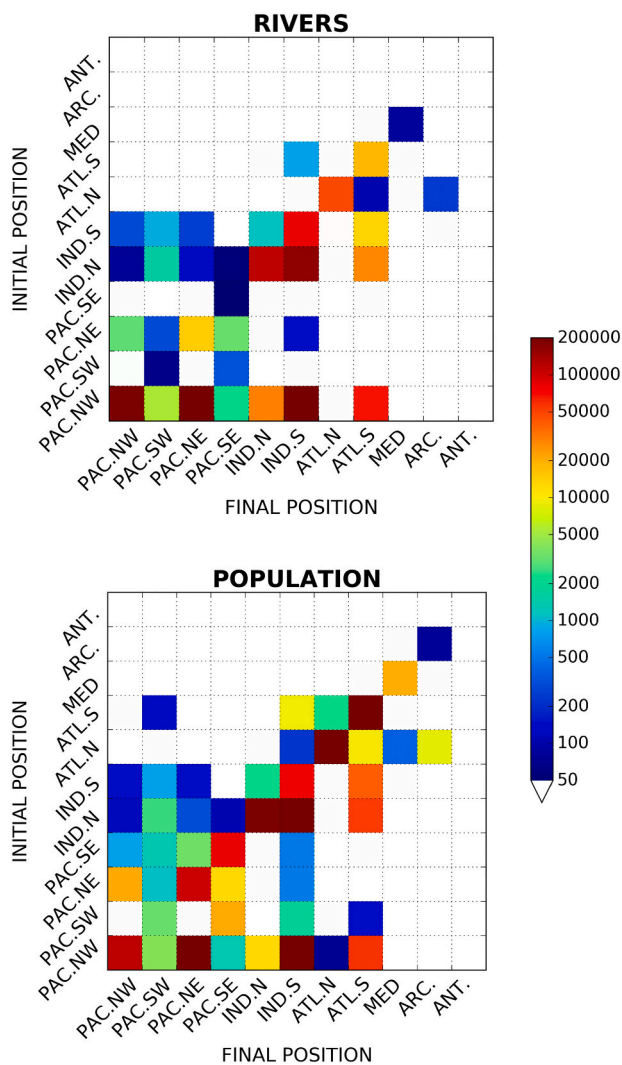 RIVERS
INITIAL POSITION
ANT.
ARC.
MED
ATL.S
ATL.N
IND.S
IND.N
PAC.SE
PAC.NE
PAC.SW
PAC.NW
PAC.NW
PAC.SW
PAC.NE
PAC.SE
IND.N
IND.S
ATL.N
ATL.S
MED
ARC.
ANT.
FINAL POSITION
200000
100000
50000
20000
10000
5000
2000
1000
500
200
100
50
POPULATION
INITIAL POSITION
ANT.
ARC.
MED
ATL.S
ATL.N
IND.S
IND.N
PAC.SE
PAC.NE
PAC.SW
PAC.NW
PAC.NW
PAC.SW
PAC.NE
PAC.SE
IND.N
IND.S
ATL.N
ATL.S
MED
ARC.
ANT.
FINAL POSITION